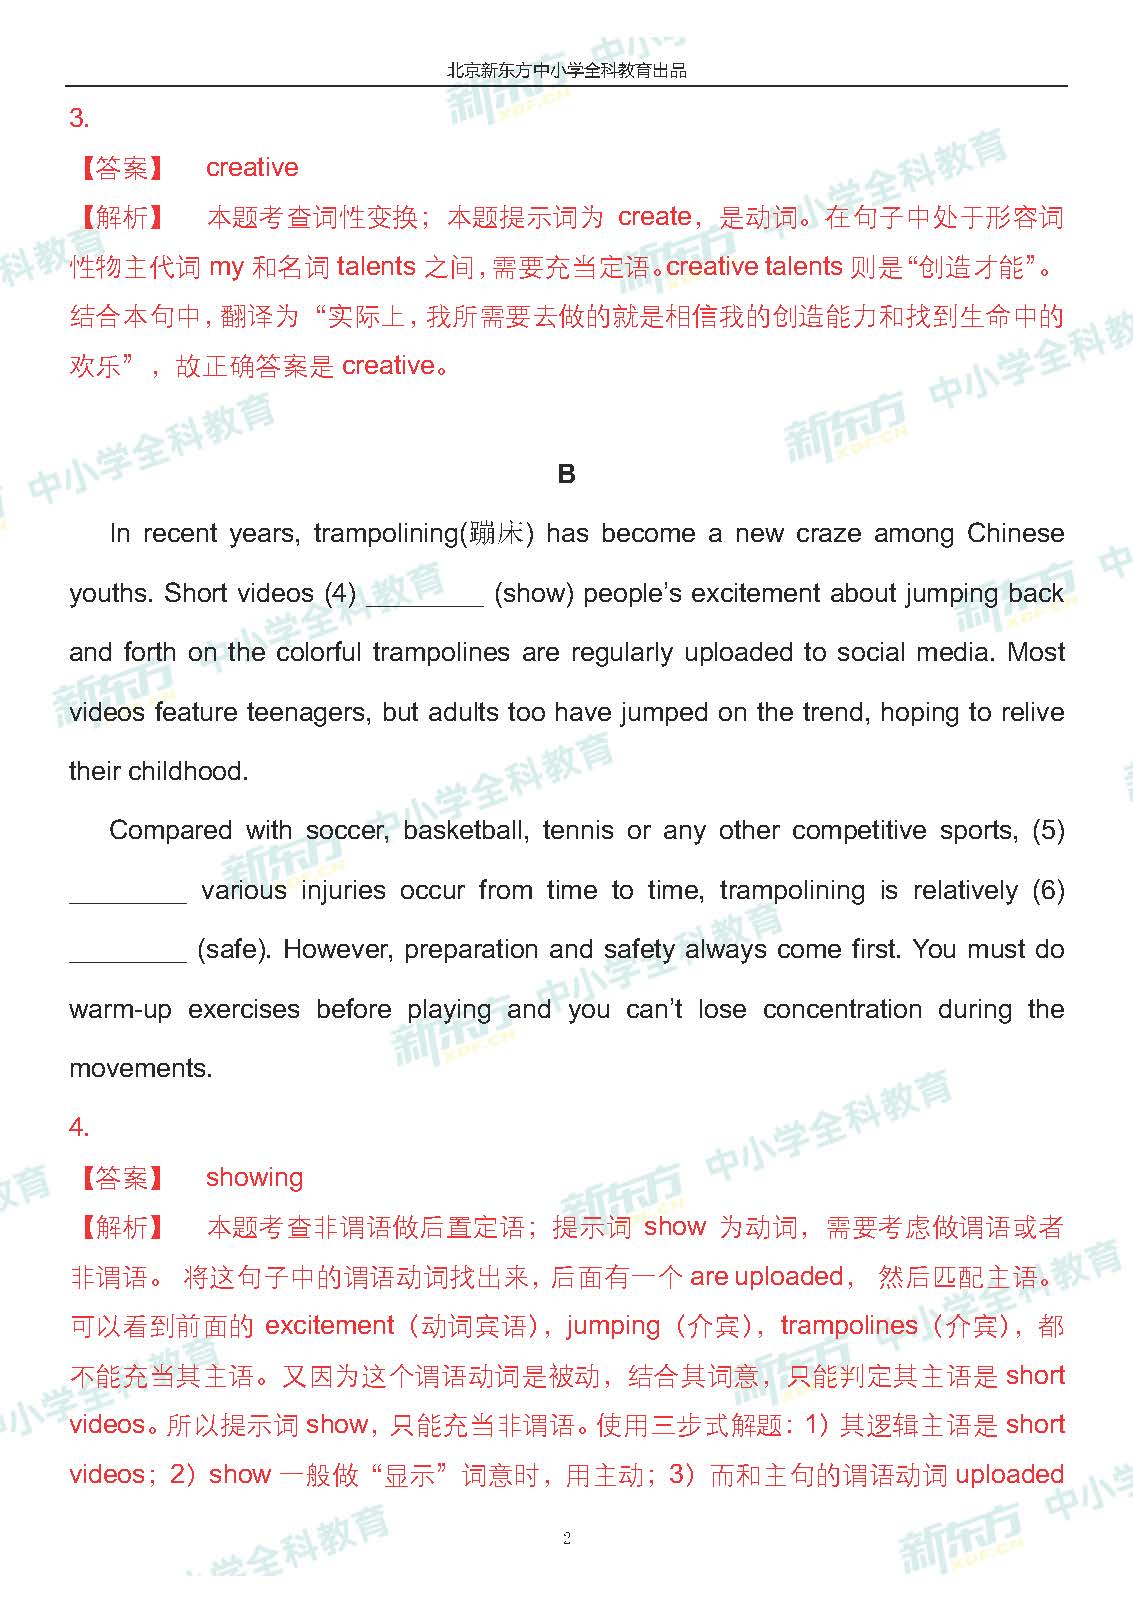 北京新东方中小学全科教育出品
3.
【答案】 creative
【解析】 本题考查词性变换；本题提示词为 create，是动词。在句子中处于形容词
性物主代词 my 和名词 talents 之间，需要充当定语。creative talents 则是“创造才能”。
结合本句中，翻译为“实际上，我所需要去做的就是相信我的创造能力和找到生命中的
欢乐”，故正确答案是 creative。
B
In recent years, trampolining(蹦床) has become a new craze among Chinese
youths. Short videos (4) ________ (show) people’s excitement about jumping back
and forth on the colorful trampolines are regularly uploaded to social media. Most
videos feature teenagers, but adults too have jumped on the trend, hoping to relive
their childhood.
Compared with soccer, basketball, tennis or any other competitive sports, (5)
________ various injuries occur from time to time, trampolining is relatively (6)
________ (safe). However, preparation and safety always come first. You must do
warm-up exercises before playing and you can’t lose concentration during the
movements.
4.
【答案】 showing
【解析】 本题考查非谓语做后置定语；提示词 show 为动词，需要考虑做谓语或者
非谓语。 将这句子中的谓语动词找出来，后面有一个 are uploaded， 然后匹配主语。
可以看到前面的 excitement（动词宾语），jumping（介宾），trampolines（介宾），都
不能充当其主语。又因为这个谓语动词是被动，结合其词意，只能判定其主语是 short
videos。所以提示词 show，只能充当非谓语。使用三步式解题：1）其逻辑主语是 short
videos；2）show 一般做“显示”词意时，用主动；3）而和主句的谓语动词 uploaded
2